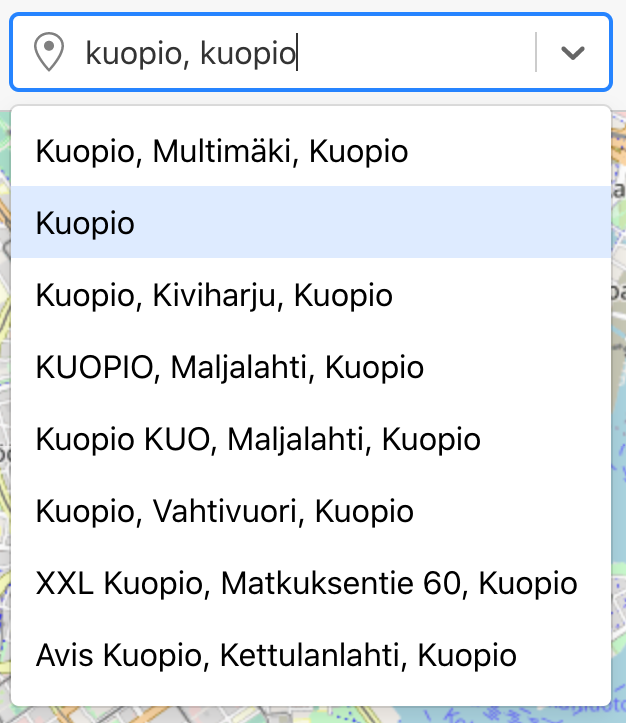 kuopio, kuopio
Kuopio, Multimäki, Kuopio
Kuopio
Kuopio, Kiviharju, Kuopio
KUOPIO, Maljalahti, Kuopio
Kuopio KUO, Maljalahti, Kuopio
Kuopio, Vahtivuori, Kuopio
XXL Kuopio, Matkuksentie 60, Kuopio
Avis Kuopio, Kettulanlahti, Kuopio